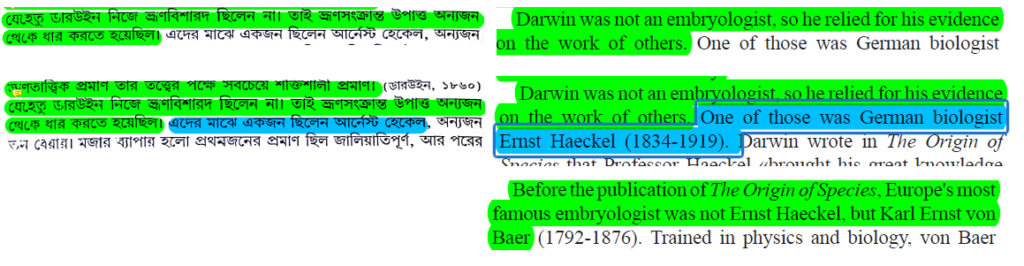 যেহেতু ডারউইন নিজে ভ্রূণবিশারদ ছিলেন না। তাই ভ্রূণসংক্রান্ত উপাত্ত অন্যজন
থেকে ধার করতে হয়েছিল। এদের মাঝে একজন ছিলেন আর্নেস্ট হেকেল, অন্যজন
Darwin was not an embryologist, so he relied for his evidence
on the work of others. One of those was German biologist
প্রমাণ তার তত্ত্বের পক্ষে সবচেয়ে শক্তিশালী প্রমাণ। (ডারউইন, ১৮৬০)
যেহেতু ডারউইন নিজে ভ্রূণবিশারদ ছিলেন না। তাই ভ্রূণসংক্রান্ত উপাত্ত অন্যজন
থেকে ধার করতে হয়েছিল। এদের মাঝে একজন ছিলেন আর্নেস্ট হেকেল, অন্যজন
ভন বেয়ার। মজার ব্যাপার হলো প্রথমজনের প্রমাণ ছিল জালিয়াতিপূর্ণ, আর পরের
Darwin was not an embryologist, so he relied for his evidence
on the work of others. One of those was German biologist
Ernst Haeckel (1834-1919). Darwin wrote in The Origin of
Species that Professor Haeckel «brought his great knowledge
Before the publication of The Origin of Species, Europe's most
famous embryologist was not Ernst Haeckel, but Karl Ernst von
Baer (1792-1876). Trained in physics and biology, von Baer